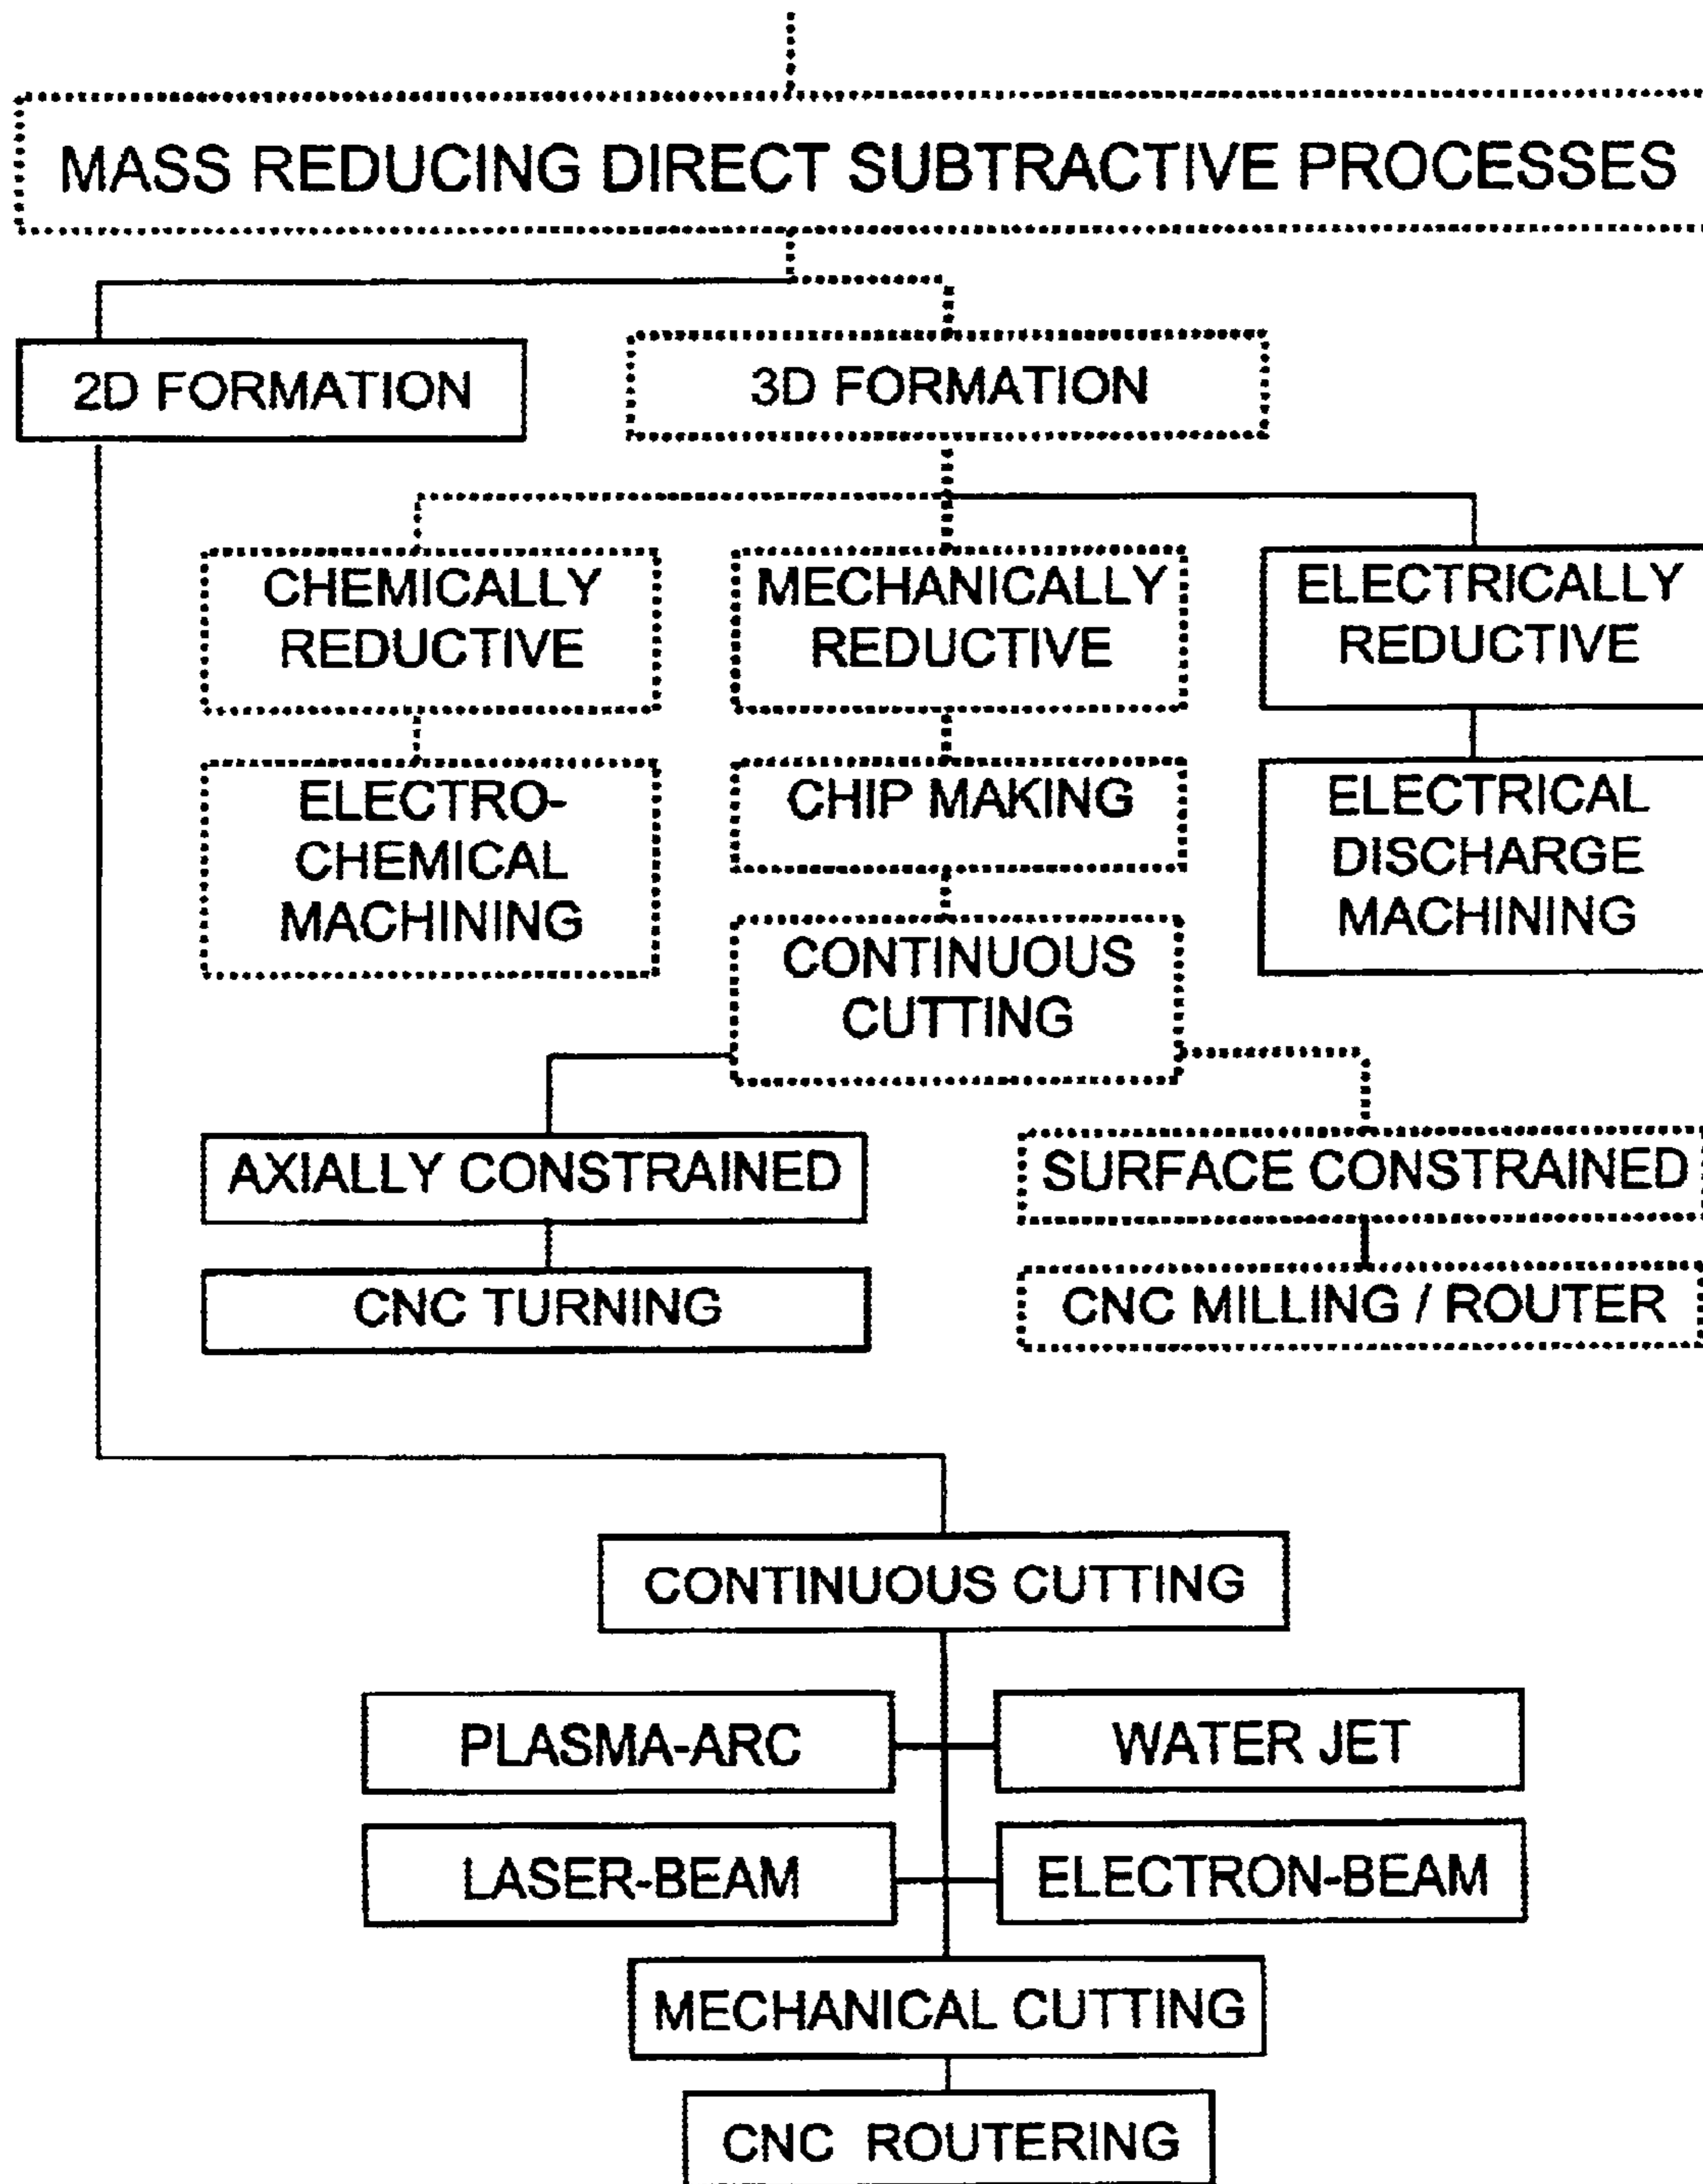 MASS REDUCING DIRECT SUBTRACTIVE PROCESSES
2D FORMATION
3D FORMATION
CHEMICALLY
REDUCTIVE
MECHANICALLY
REDUCTIVE
ELECTRICALLY
REDUCTIVE
ELECTRO-
CHEMICAL
MACHINING
CHIP MAKING
ELECTRICAL
DISCHARGE
MACHINING
CONTINUOUS
CUTTING
AXIALLY CONSTRAINED
SURFACE CONSTRAINED
CNC TURNING
CNC MILLING / ROUTER
CONTINUOUS CUTTING
PLASMA-ARC
WATER JET
LASER-BEAM
ELECTRON-BEAM
MECHANICAL CUTTING
CNC ROUTERING